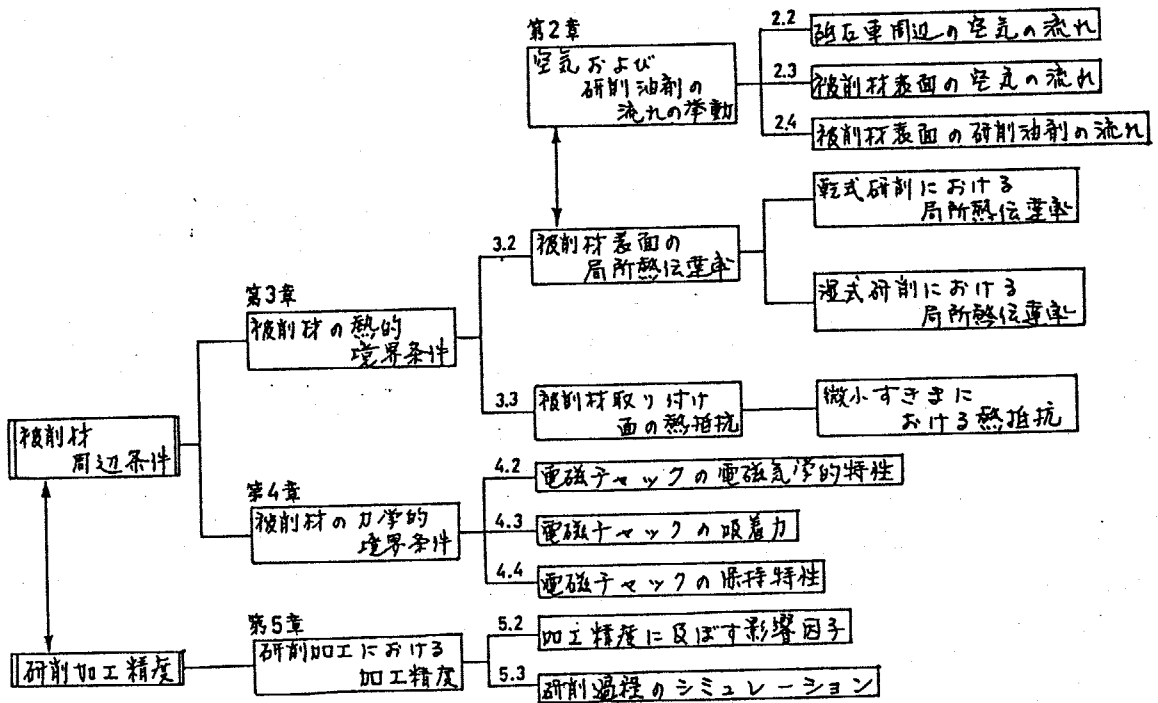 第2章
空気および
研削油剤の
流れの挙動
2.2
砥石車周辺の空気の流れ
2.3
被削材表面の空気の流れ
2.4
被削材表面の研削油剤の流れ
3.2
被削材表面の
局所熱伝達率
乾式研削における
局所熱伝達率
湿式研削における
局所熱伝達率
第3章
被削材の熱的
境界条件
3.3
被削材取り付け
面の熱抵抗
微小すきまに
おける熱抵抗
被削材
周辺条件
第4章
被削材の力学的
境界条件
4.2
電磁チャックの電磁気学的特性
4.3
電磁チャックの吸着力
4.4
電磁チャックの保持特性
研削加工精度
第5章
研削加工における
加工精度
5.2
加工精度に及ぼす影響因子
5.3
研削過程のシミュレーション